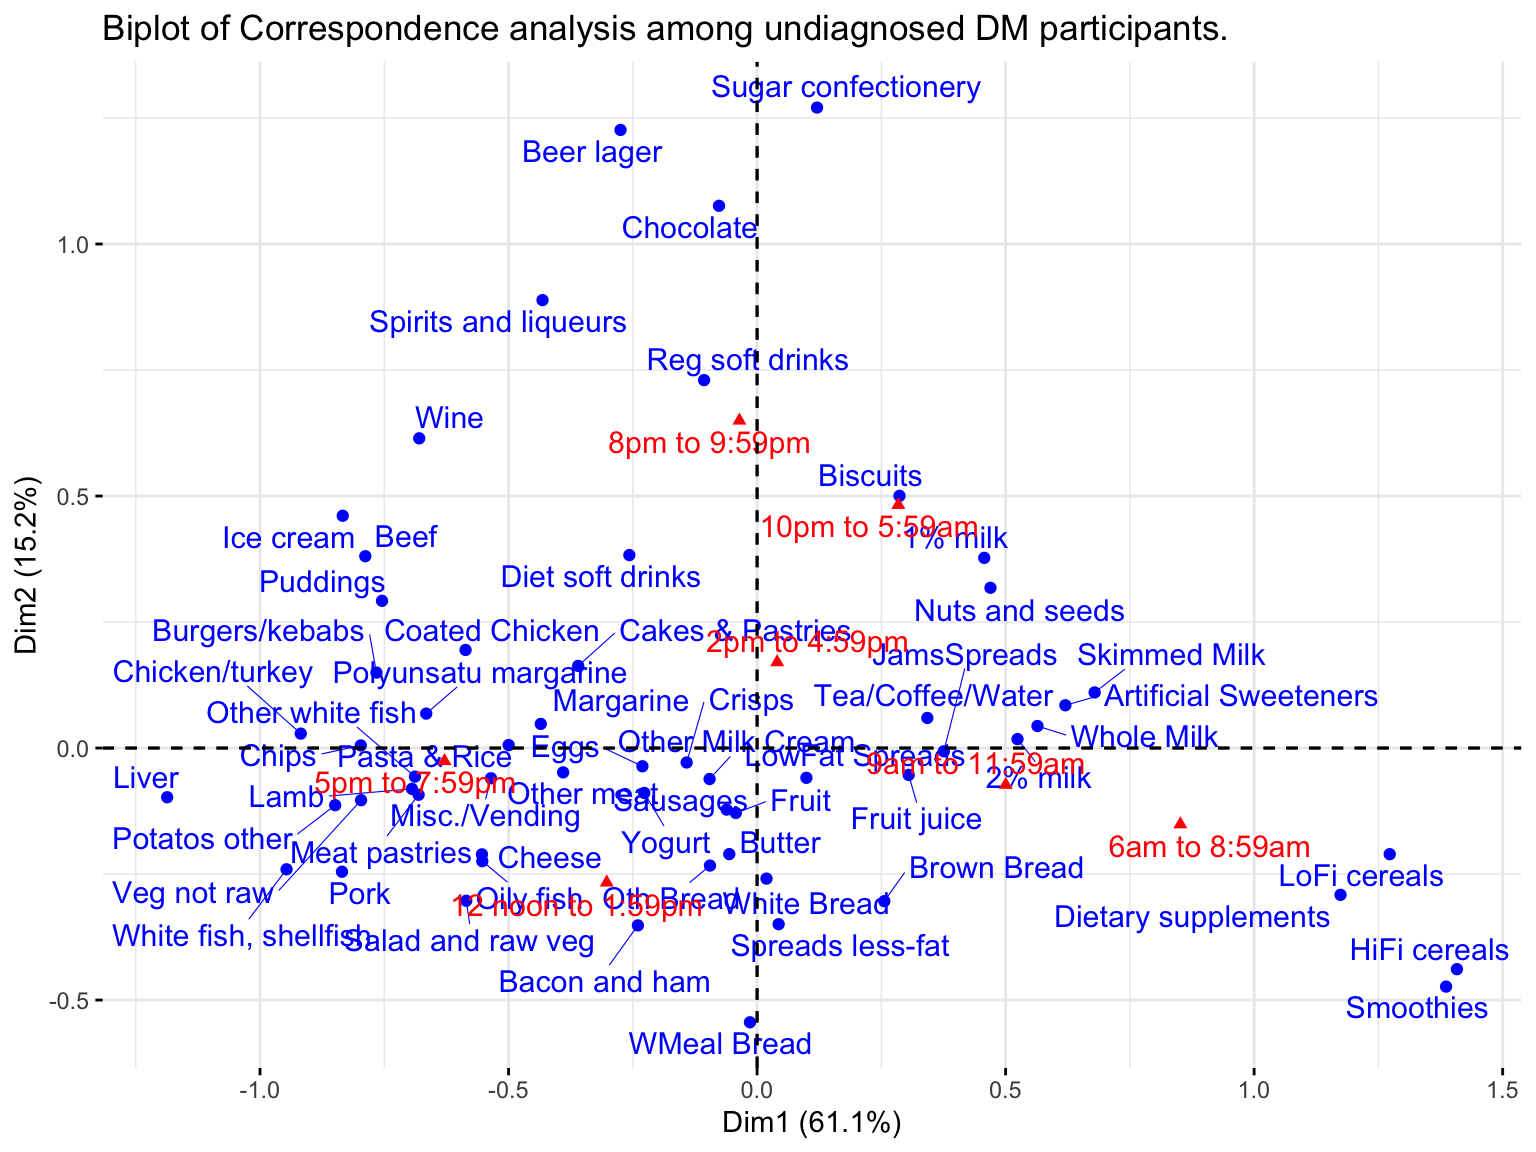 Biplot of Correspondence analysis among undiagnosed DM participants.
Sugar confectionery
Beer lager
Chocolate
1.0
Spirits and liqueurs
Reg soft drinks
Wine
8pm to 9:59pm
Biscuits
0.5
10pm to 5:59am
Ice cream
Beef
1% milk
Puddings
Diet soft drinks
Nuts and seeds
Burgers/kebabs
Coated Chicken
Cakes & Pastries
2pm to 4:59pm
JamsSpreads
Skimmed Milk
Chicken/turkey
Polyunsatu margarine
Margarine
Crisps
Tea/Coffee/Water
Artificial Sweeteners
Other white fish
Whole Milk
0.0
Chips
Pasta & Rice
Eggs
Other Milk Cream
LowFat Spreads
9am to 11:59am
Liver
5pm to 7:59pm
2% milk
Lamb
Other meat
Sausages
Fruit
Misc./Vending
Fruit juice
Potatos other
Yogurt
Butter
6am to 8:59am
Meat pastries
Cheese
Brown Bread
LoFi cereals
Veg not raw
Pork
Oily fish
Oth Bread
White Bread
12 noon to 1:59pm
Dietary supplements
White fish, shellfish
Salad and raw veg
Spreads less-fat
HiFi cereals
Bacon and ham
-0.5
Smoothies
WMeal Bread
-1.0
-0.5
0.0
0.5
1.0
1.5
Dim1 (61.1%)
Dim2 (15.2%)